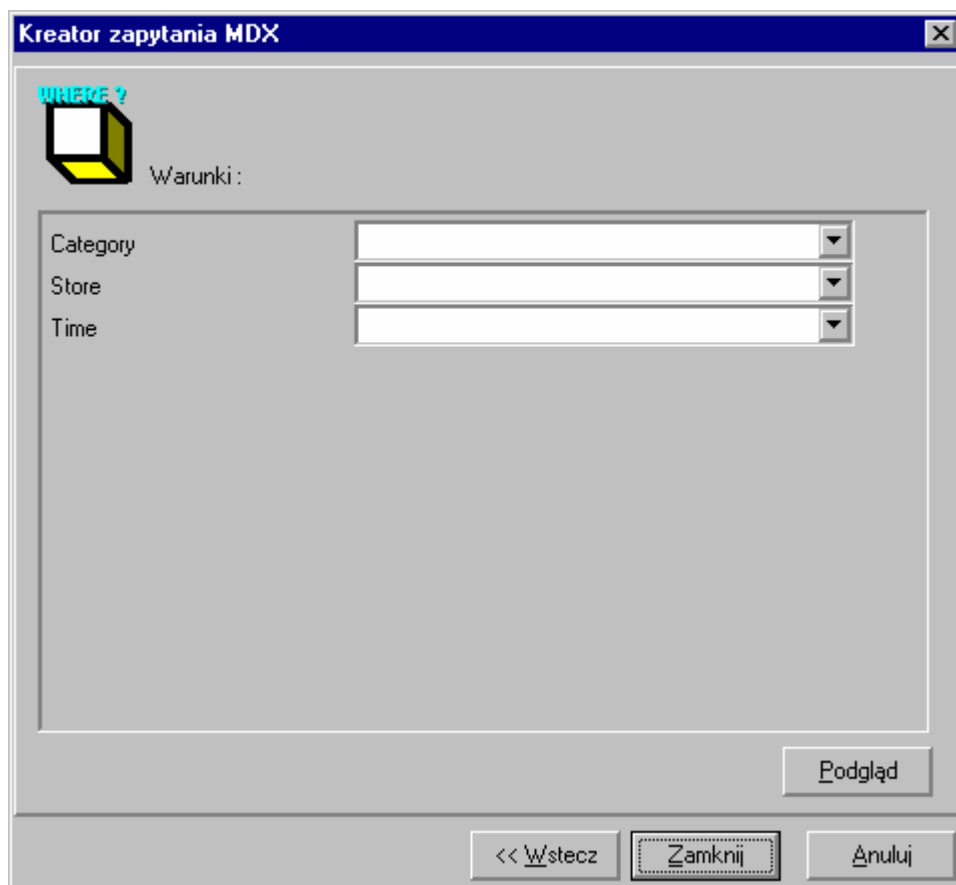 Kreator zapytania MDX
WHERE ?
Warunki :
Category
Store
Time
Podgląd
<< Wstecz
Zamknij
Anuluj